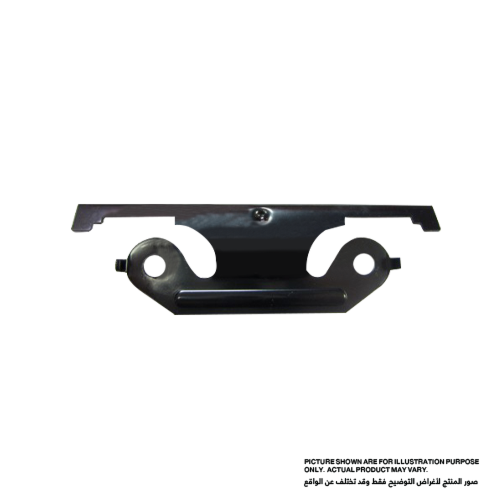 PICTURE SHOWN ARE FOR ILLUSTRATION PURPOSE
ONLY. ACTUAL PRODUCT MAY VARY.
صور المنتج لأغراض التوضيح فقط وقد تختلف عن الواقع